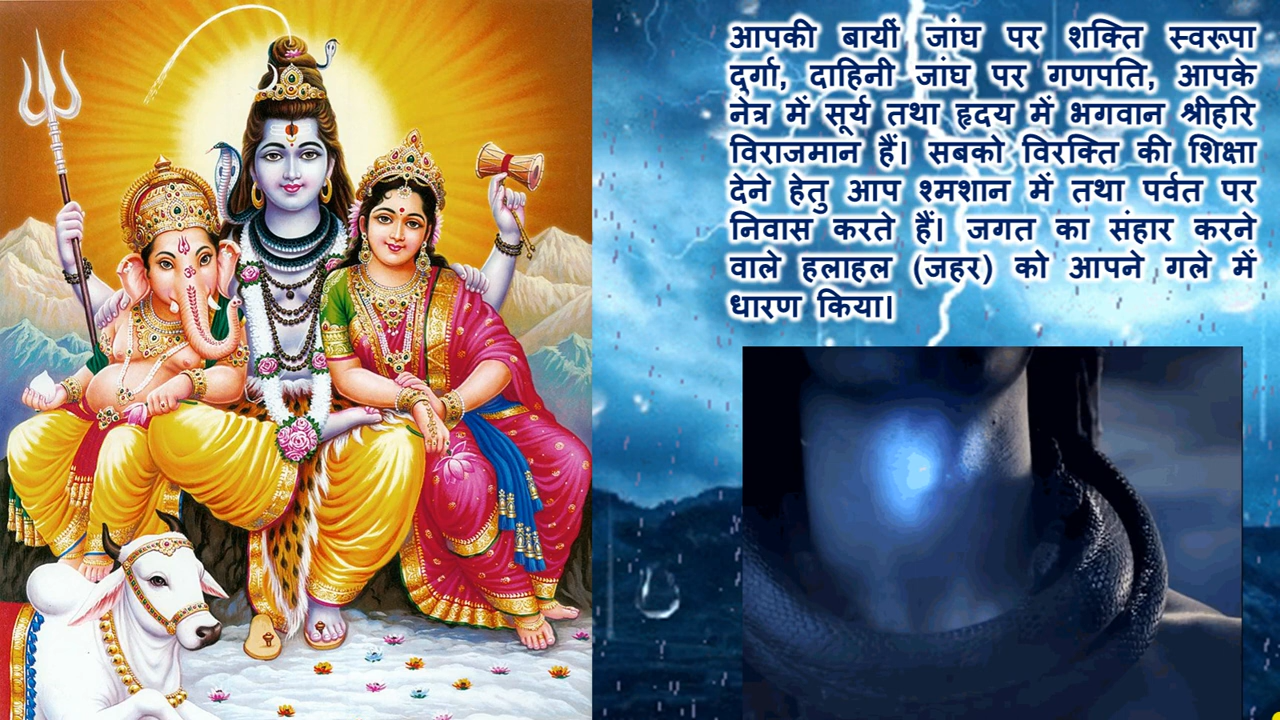 आपकी बायीं जांघ पर शक्ति स्वरूपा
दुर्गा, दाहिनी जांघ पर गणपति, आपके
नेत्र में सूर्य तथा हृदय में भगवान श्रीहरि
विराजमान हैं। सबको विरक्ति की शिक्षा
देने हेतु आप श्मशान में तथा पर्वत पर
निवास करते हैं। जगत का संहार करने
वाले हलाहल (जहर) को आपने गले में
धारण किया।